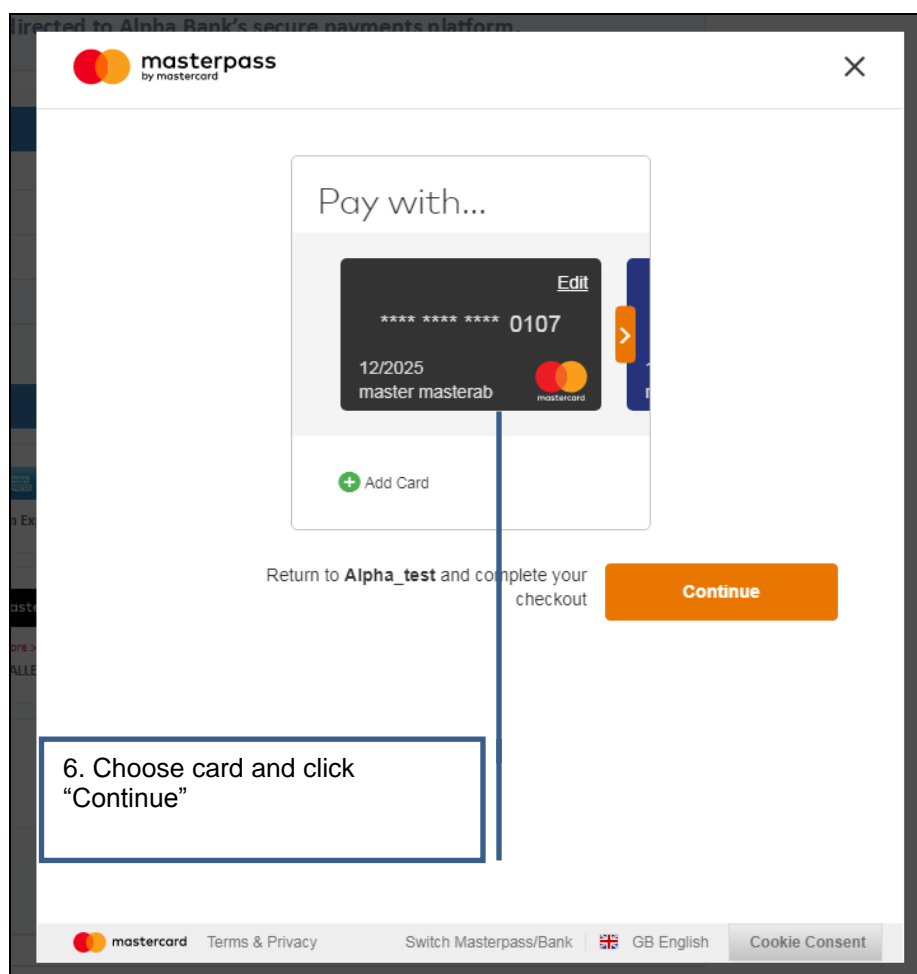 directed to Alpha Bank's secure payments platform.
masterpass
by mastercard
Pay with...
Edit
**** **** **** 0107
12/2025
master masterab
mastercard
Add Card
Return to Alpha_test and complete your
checkout
Continue
6. Choose card and click
“Continue”
mastercard Terms & Privacy Switch Masterpass/Bank GB English Cookie Consent